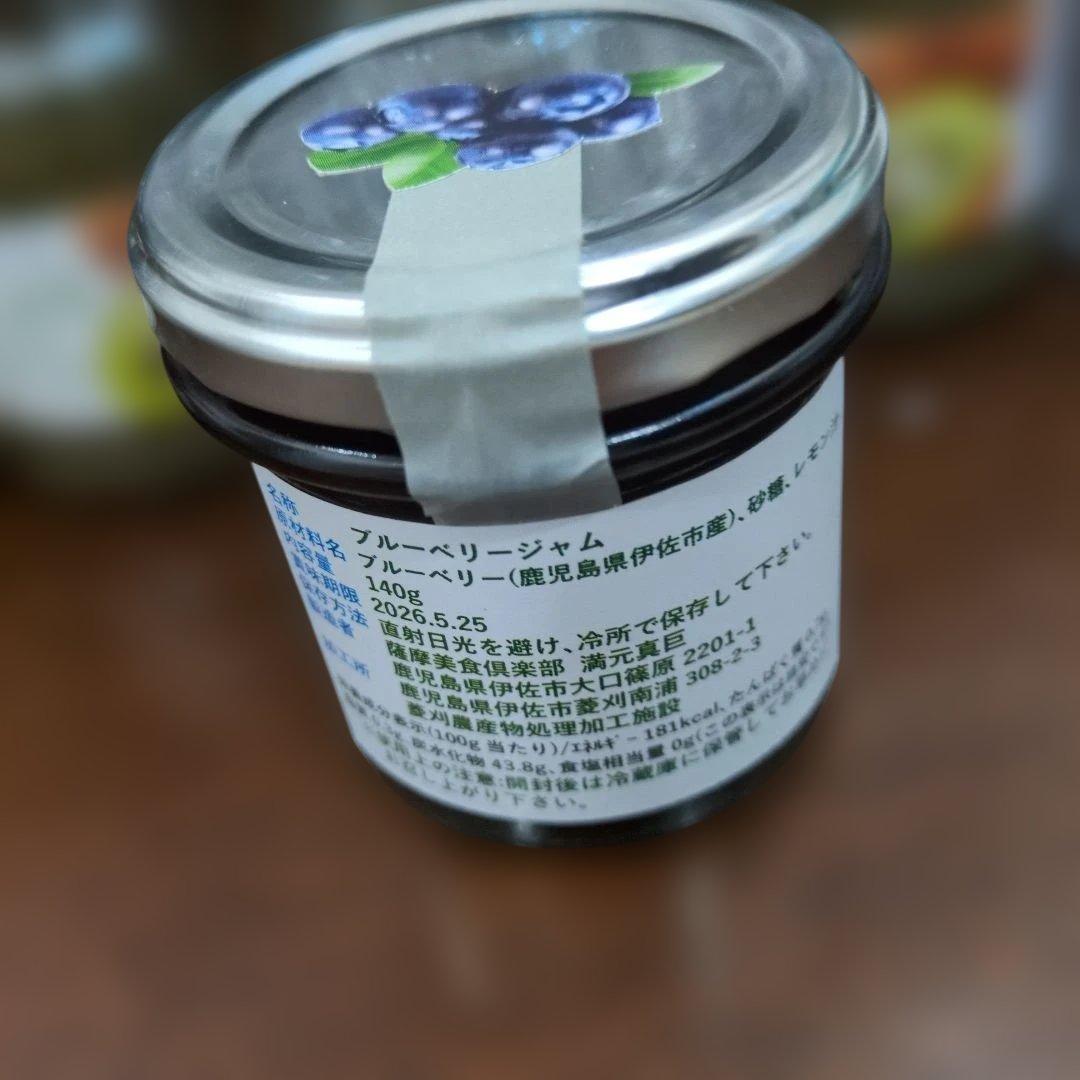 名称 ブルーベリージャム
原材料名 ブルーベリー(鹿児島県伊佐市産)、砂糖、レモン汁
内容量 140g
賞味期限 2026.5.25
保存方法 直射日光を避け、冷所で保存して下さい。
製造者 薩摩美食倶楽部 満元真巨
鹿児島県伊佐市大口篠原 2201-1
加工所 鹿児島県伊佐市菱刈南浦 308-2-3
菱刈農産物処理加工施設
栄養成分表示(100g 当たり)/ｴﾈﾙｷﾞｰ181kcal、たんぱく質 0.7g
炭水化物 43.8g、食塩相当量 0g(この表示は
使用上の注意:開封後は冷蔵庫に保管して
お召し上がり下さい。